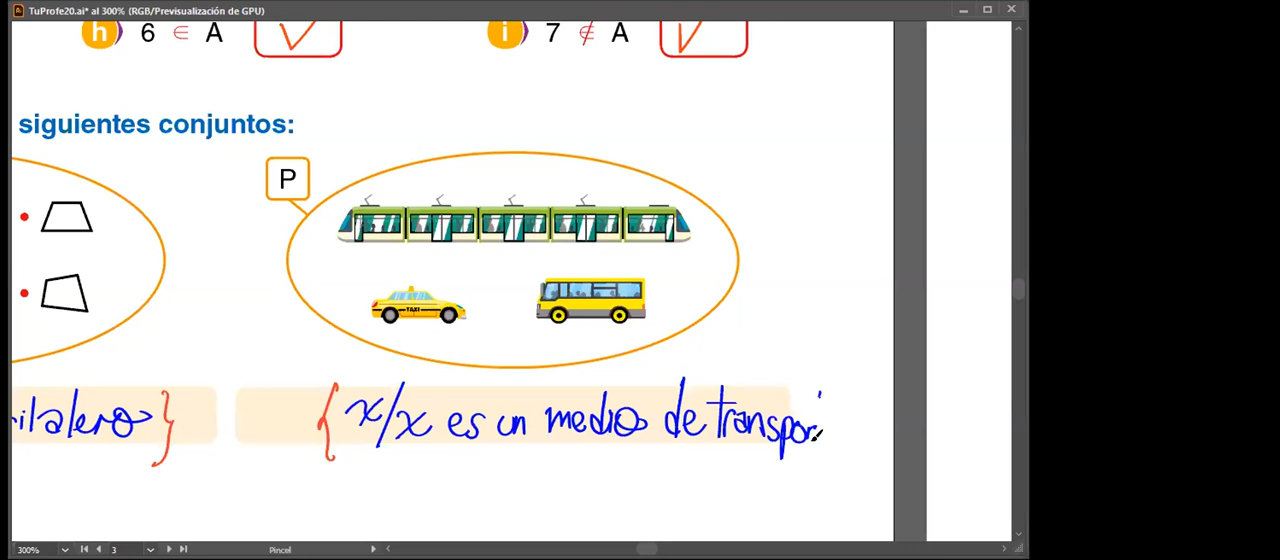 TuProfe20.ai* al 300% (RGB/Previsualización de GPU)
h) 6 ∈ A
i) 7 ∉ A
siguientes conjuntos:
P
TAXI
{ x/x es un medio de transpor
}
300%
3
Pincel